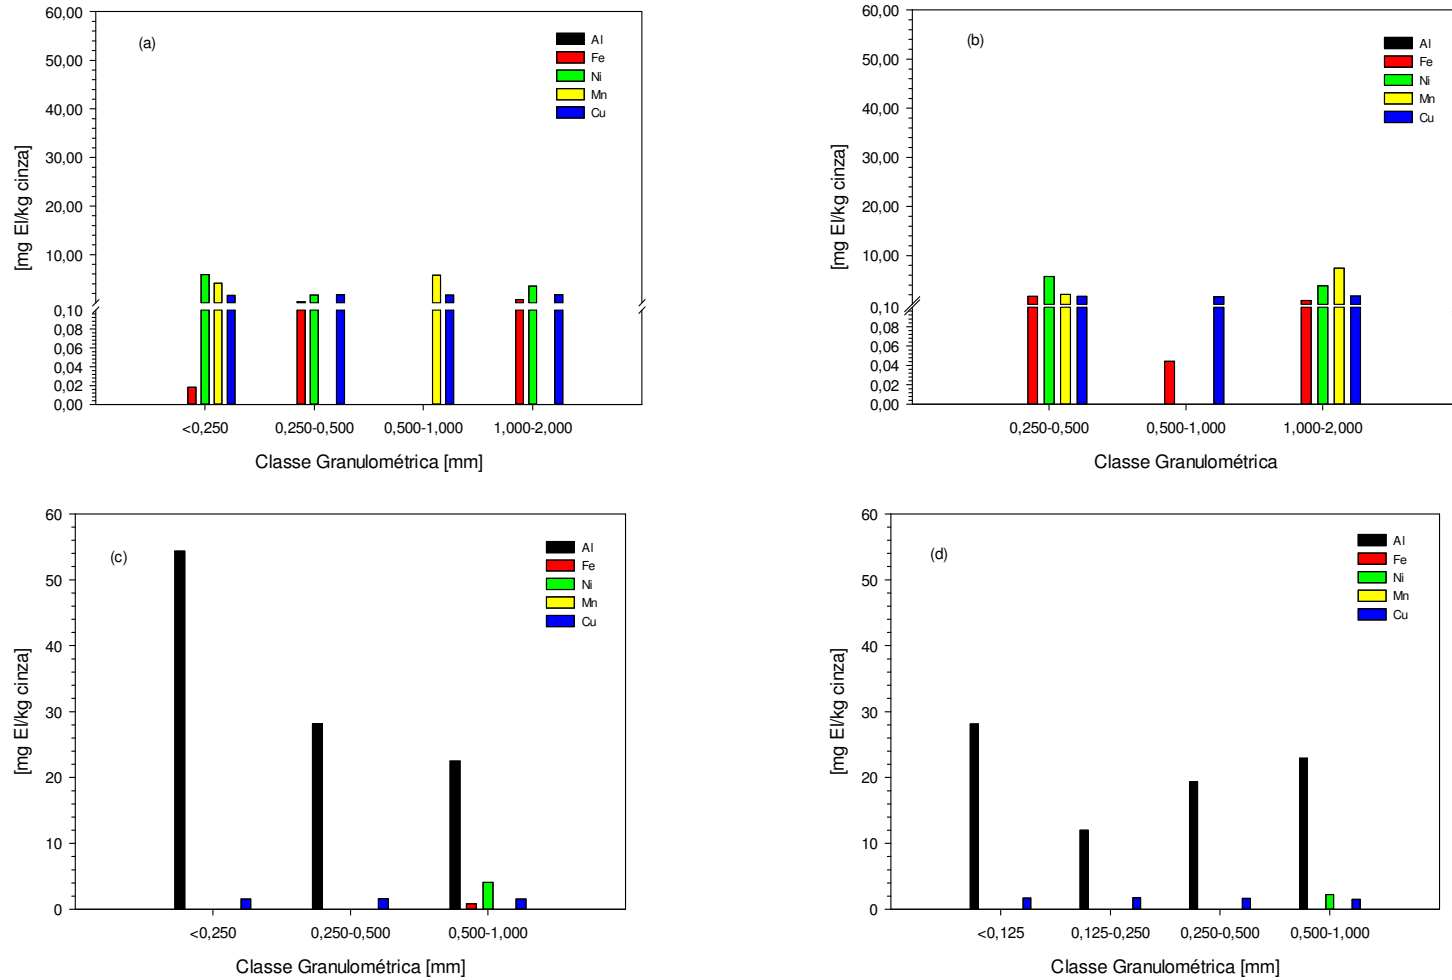 (a)
[mg El/kg cinza]
60,00
50,00
40,00
30,00
20,00
10,00
0,10
0,08
0,06
0,04
0,02
0,00
Al
Fe
Ni
Mn
Cu
<0,250
0,250-0,500
0,500-1,000
1,000-2,000
Classe Granulométrica [mm]
(b)
[mg El/kg cinza]
60,00
50,00
40,00
30,00
20,00
10,00
0,10
0,08
0,06
0,04
0,02
0,00
Al
Fe
Ni
Mn
Cu
0,250-0,500
0,500-1,000
1,000-2,000
Classe Granulométrica
(c)
[mg El/kg cinza]
60
50
40
30
20
10
0
Al
Fe
Ni
Mn
Cu
<0,250
0,250-0,500
0,500-1,000
Classe Granulométrica [mm]
(d)
[mg El/kg cinza]
60
50
40
30
20
10
0
Al
Fe
Ni
Mn
Cu
<0,125
0,125-0,250
0,250-0,500
0,500-1,000
Classe Granulométrica [mm]